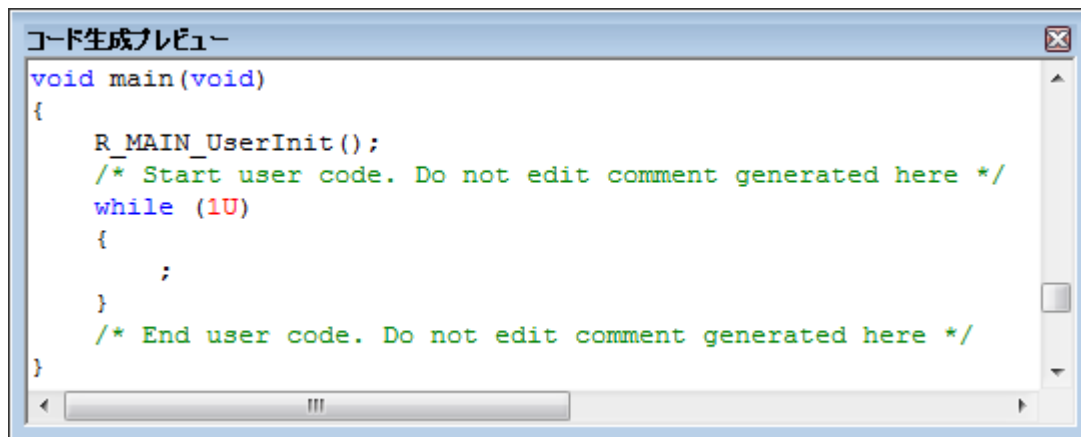 コード生成プレビュー
void main(void)
{
    R_MAIN_UserInit();
    /* Start user code. Do not edit comment generated here */
    while (1U)
    {
        ;
    }
    /* End user code. Do not edit comment generated here */
}